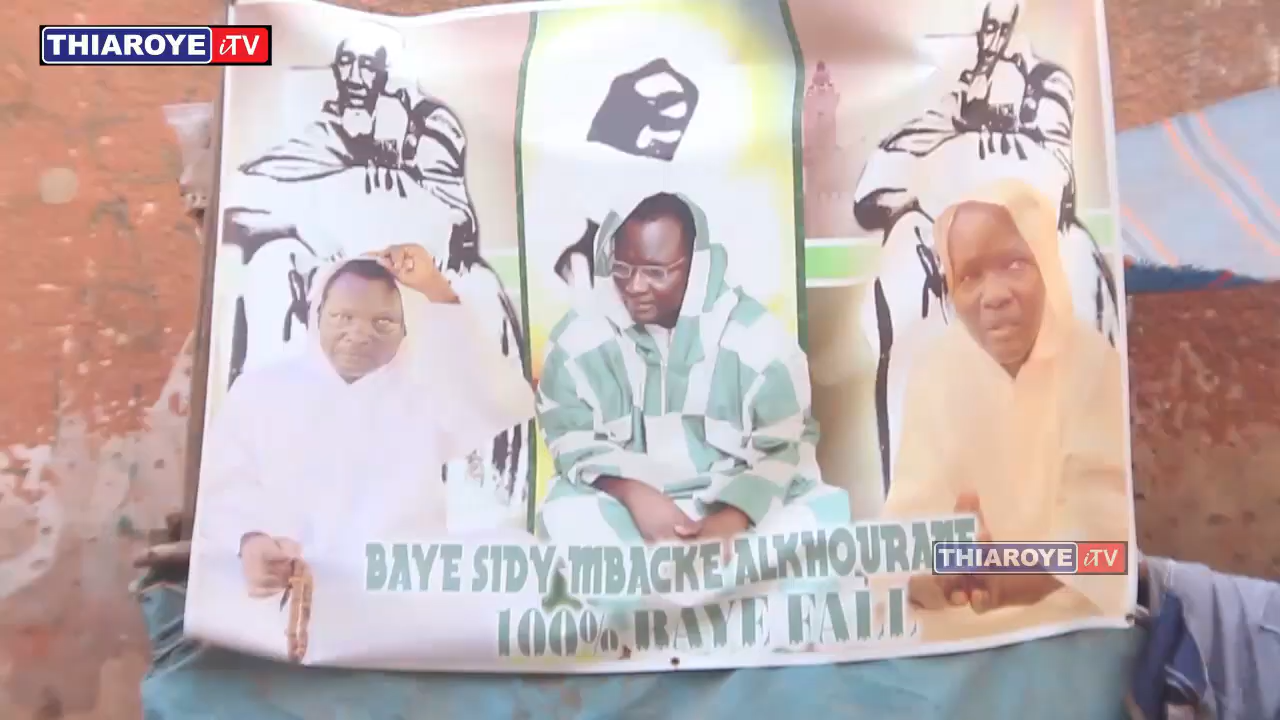 THIAROYE iTV
BAYE SIDY MBACKE ALKHOURANE
THIAROYE iTV
100% BAYE FALL